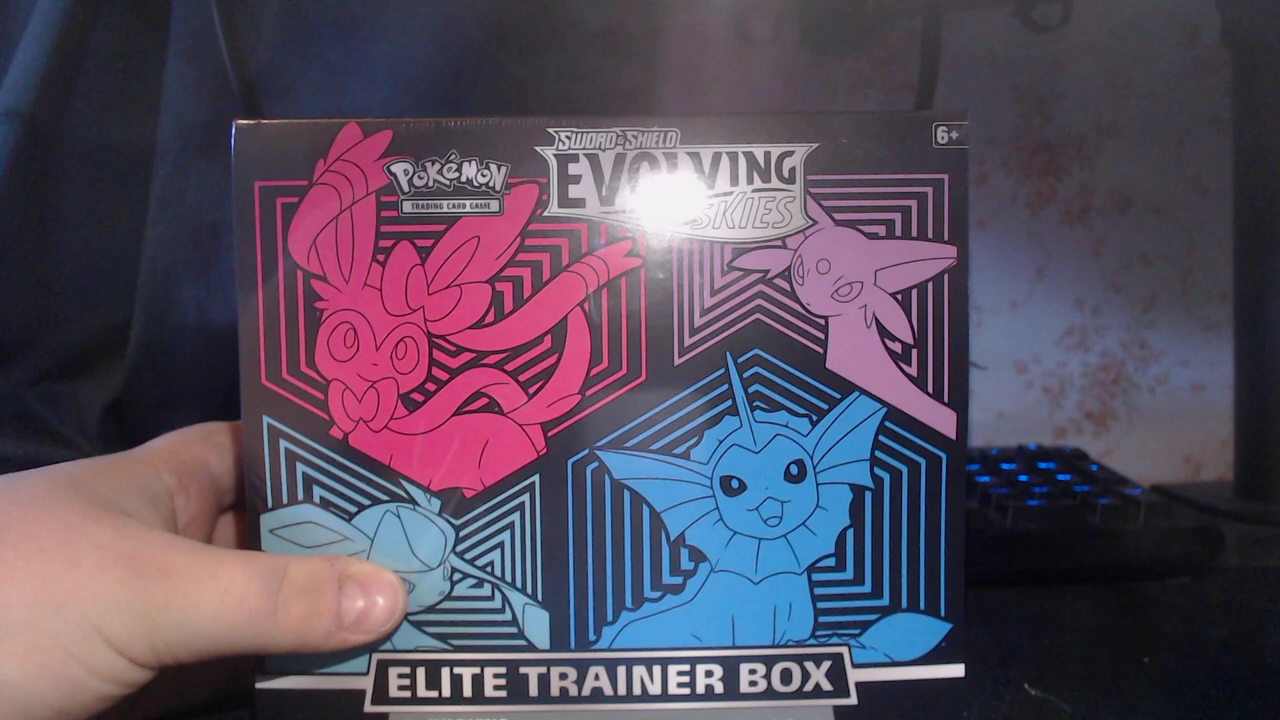 6+
SWORD & SHIELD
POKéMON
EVOLVING
TRADING CARD GAME
SKIES
ELITE TRAINER BOX